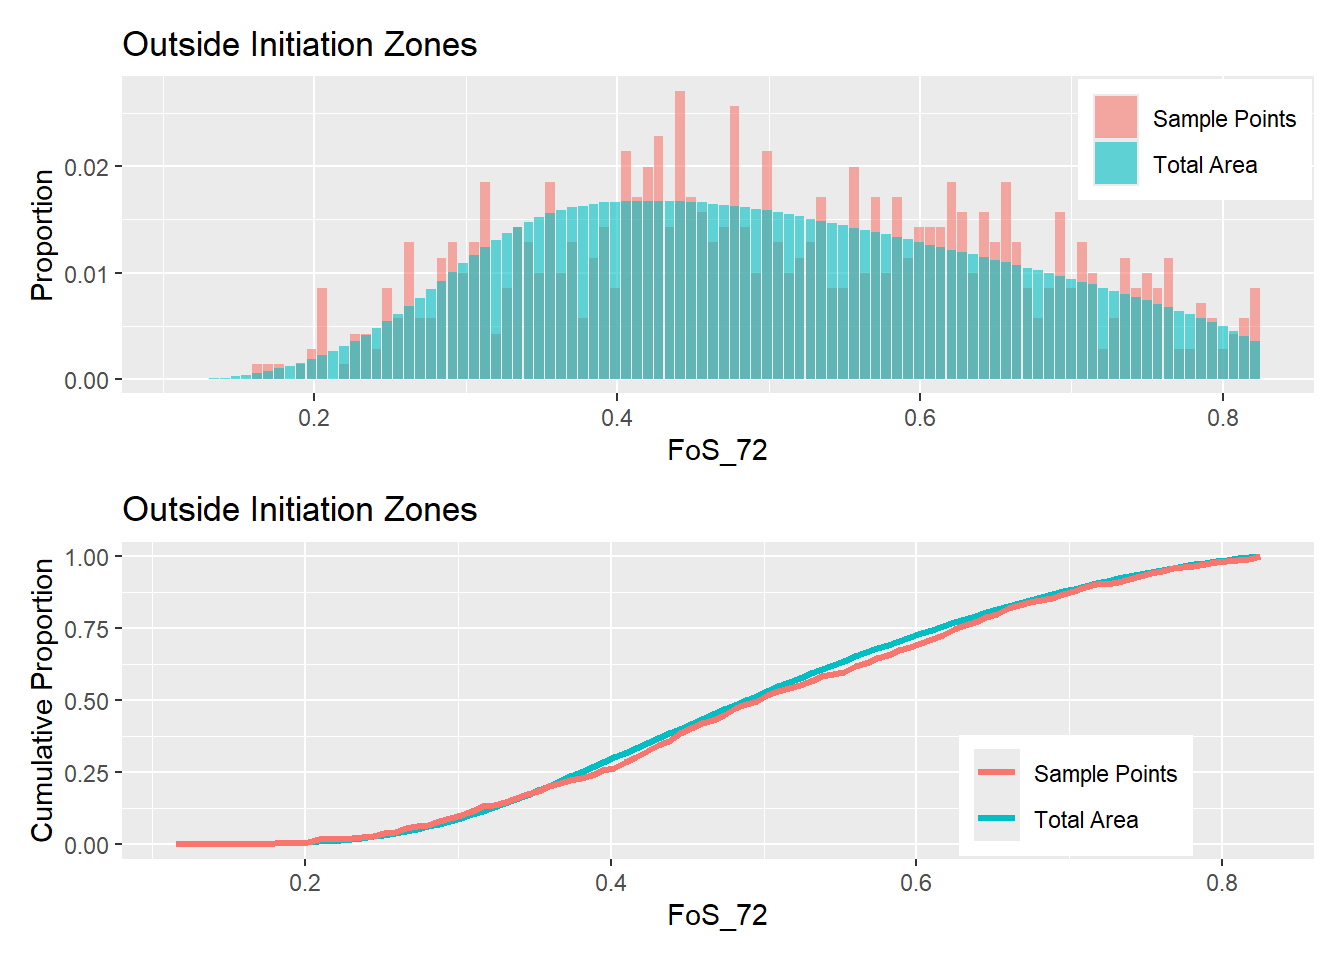 Outside Initiation Zones
Sample Points
Total Area
0.02
0.01
0.00
Proportion
0.2 0.4 0.6 0.8
FoS_72
Outside Initiation Zones
1.00
0.75
0.50
0.25
0.00
Cumulative Proportion
Sample Points
Total Area
0.2 0.4 0.6 0.8
FoS_72